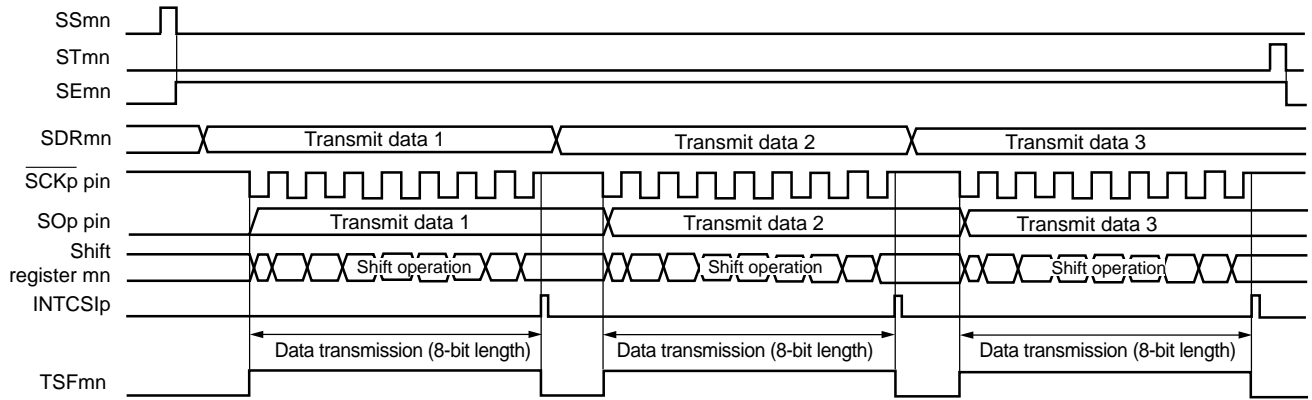 SSmn
STmn
SEmn
SDRmn Transmit data 1 Transmit data 2 Transmit data 3
SCKp pin
SOp pin Transmit data 1 Transmit data 2 Transmit data 3
Shift
register mn Shift operation Shift operation Shift operation
INTCSIp
Data transmission (8-bit length) Data transmission (8-bit length) Data transmission (8-bit length)
TSFmn